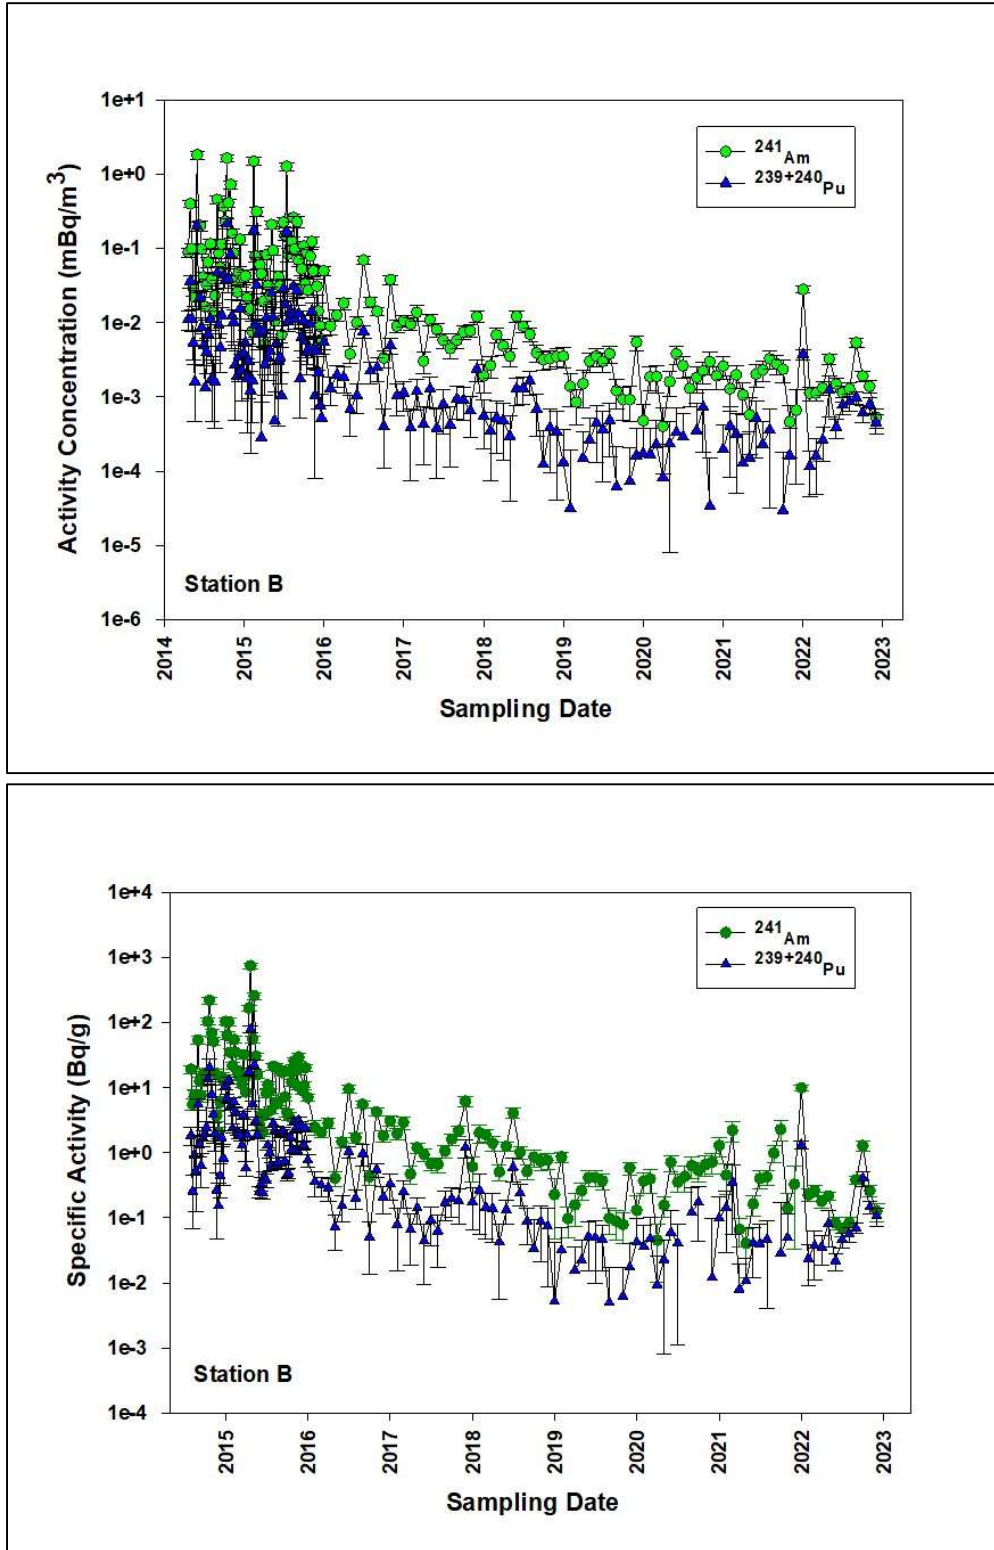 1e+1
1e+0
1e-1
1e-2
1e-3
1e-4
1e-5
1e-6
Activity Concentration (mBq/m³)
241Am
239+240Pu
Station B
2014 2015 2016 2017 2018 2019 2020 2021 2022 2023
Sampling Date
1e+4
1e+3
1e+2
1e+1
1e+0
1e-1
1e-2
1e-3
1e-4
Specific Activity (Bq/g)
241Am
239+240Pu
Station B
2015 2016 2017 2018 2019 2020 2021 2022 2023
Sampling Date